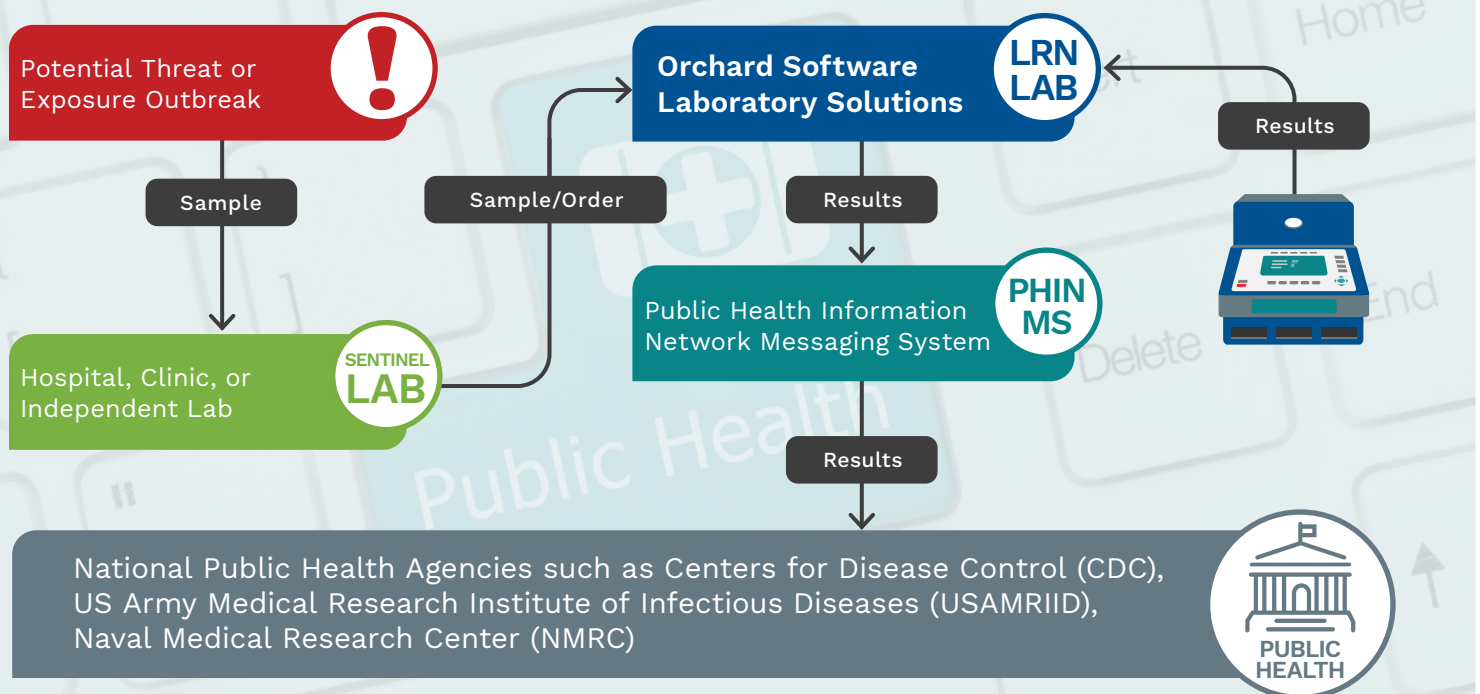 Potential Threat or
Exposure Outbreak
Sample
Hospital, Clinic, or
Independent Lab
SENTINEL
LAB
Sample/Order
Orchard Software
Laboratory Solutions
LRN
LAB
Results
Results
Public Health Information
Network Messaging System
PHIN
MS
Results
National Public Health Agencies such as Centers for Disease Control (CDC),
US Army Medical Research Institute of Infectious Diseases (USAMRIID),
Naval Medical Research Center (NMRC)
PUBLIC
HEALTH
Home
End
Delete
]
"
Public Health